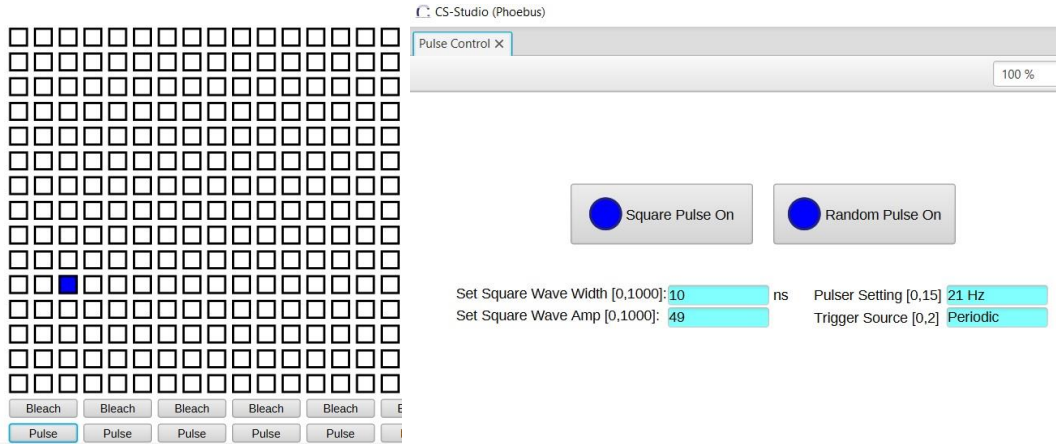 CS-Studio (Phoebus)
Pulse Control
100 %
Square Pulse On
Random Pulse On
Set Square Wave Width [0,1000]: 10 ns
Pulser Setting [0,15] 21 Hz
Set Square Wave Amp [0,1000]: 49
Trigger Source [0,2] Periodic
Bleach Bleach Bleach Bleach Bleach
Pulse Pulse Pulse Pulse Pulse